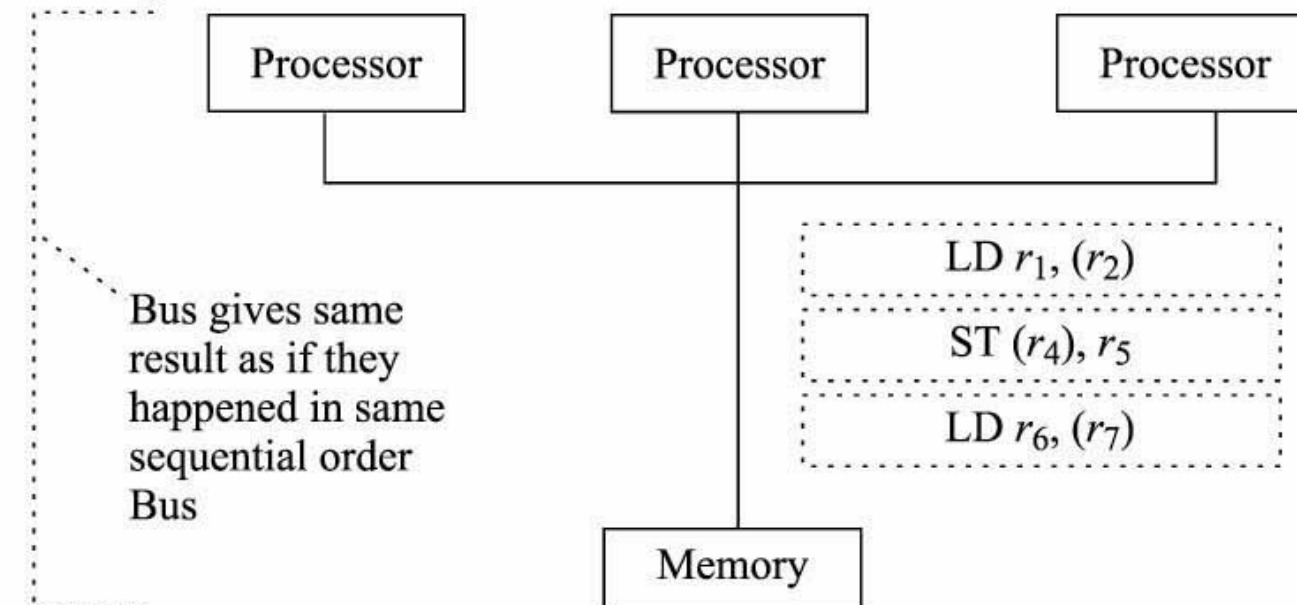 Processor
Processor
Processor
LD r₁, (r₂)
Bus gives same
result as if they
ST (r₄), r₅
happened in same
LD r₆, (r₇)
sequential order
Bus
Memory